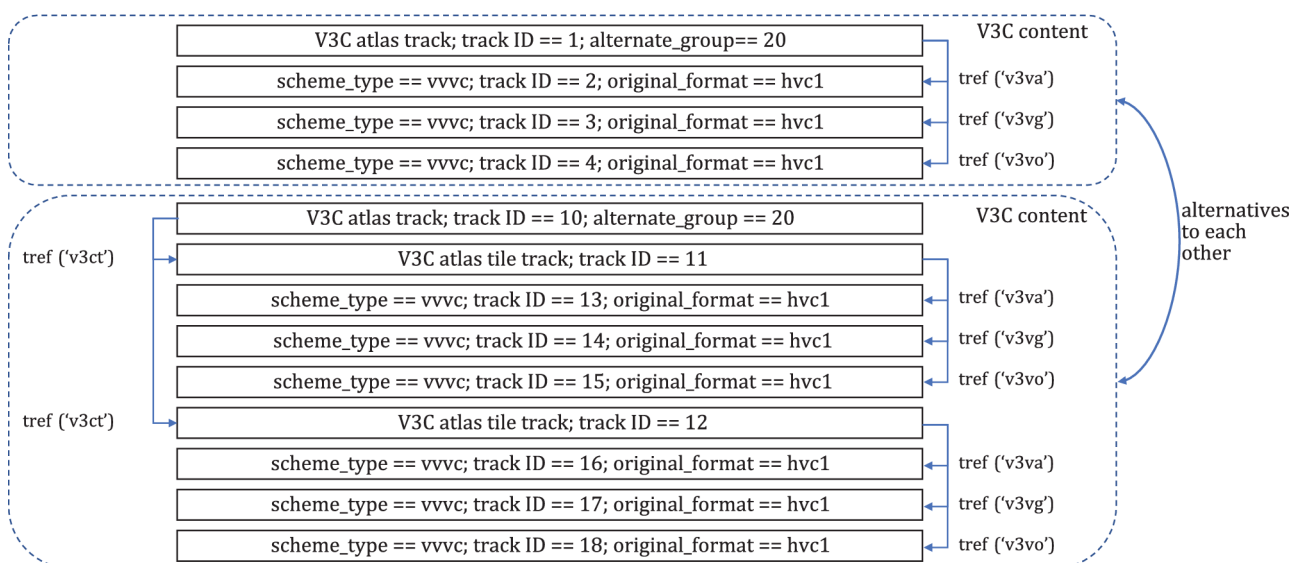 V3C content
V3C atlas track; track ID == 1; alternate_group== 20
scheme_type == vvvc; track ID == 2; original_format == hvc1
tref (‘v3va’)
scheme_type == vvvc; track ID == 3; original_format == hvc1
tref (‘v3vg’)
scheme_type == vvvc; track ID == 4; original_format == hvc1
tref (‘v3vo’)
V3C atlas track; track ID == 10; alternate_group == 20
V3C content
alternatives
to each
other
tref (‘v3ct’)
V3C atlas tile track; track ID == 11
scheme_type == vvvc; track ID == 13; original_format == hvc1
tref (‘v3va’)
scheme_type == vvvc; track ID == 14; original_format == hvc1
tref (‘v3vg’)
scheme_type == vvvc; track ID == 15; original_format == hvc1
tref (‘v3vo’)
tref (‘v3ct’)
V3C atlas tile track; track ID == 12
scheme_type == vvvc; track ID == 16; original_format == hvc1
tref (‘v3va’)
scheme_type == vvvc; track ID == 17; original_format == hvc1
tref (‘v3vg’)
scheme_type == vvvc; track ID == 18; original_format == hvc1
tref (‘v3vo’)